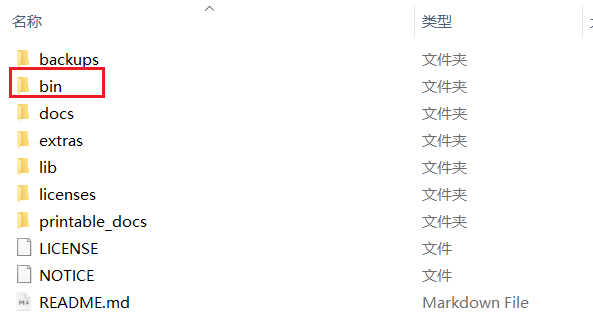 名称 类型
backups 文件夹
bin 文件夹
docs 文件夹
extras 文件夹
lib 文件夹
licenses 文件夹
printable_docs 文件夹
LICENSE 文件
NOTICE 文件
README.md Markdown File